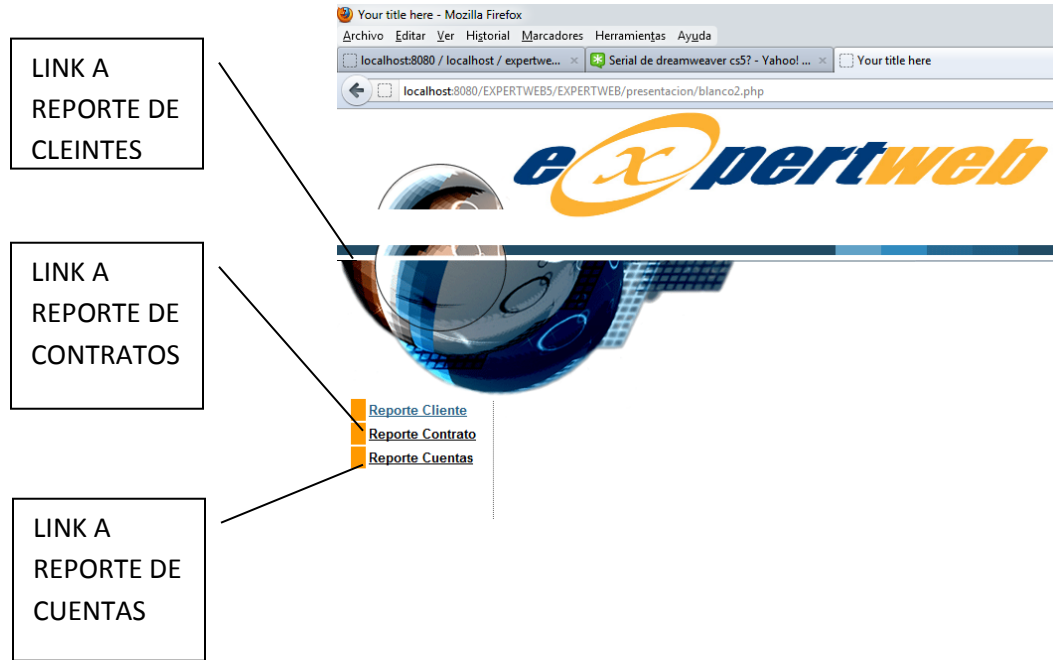 Your title here - Mozilla Firefox
Archivo Editar Ver Historial Marcadores Herramientas Ayuda
localhost:8080 / localhost / expertwe... × Serial de dreamweaver cs5? - Yahoo! ... × Your title here
localhost:8080/EXPERTWEB5/EXPERTWEB/presentacion/blanco2.php
expertweb
LINK A
REPORTE DE
CLEINTES
LINK A
REPORTE DE
CONTRATOS
Reporte Cliente
Reporte Contrato
Reporte Cuentas
LINK A
REPORTE DE
CUENTAS